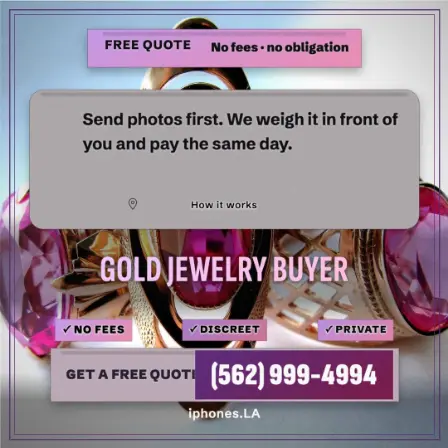 FREE QUOTE
No fees · no obligation
Send photos first. We weigh it in front of
you and pay the same day.
How it works
GOLD JEWELRY BUYER
✓ NO FEES
✓ DISCREET
✓ PRIVATE
GET A FREE QUOTE
(562) 999-4994
iphones.LA